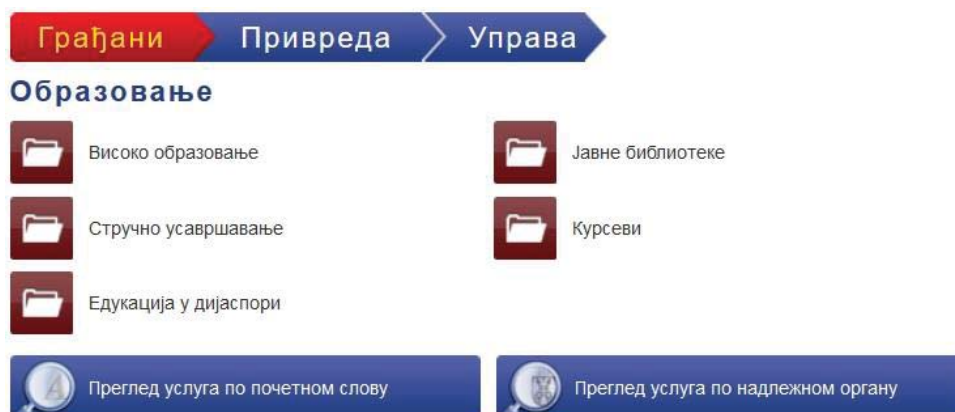 Грађани Привреда Управа
Образовање
Високо образовање
Јавне библиотеке
Стручно усавршавање
Курсеви
Едукација у дијаспори
Преглед услуга по почетном слову
Преглед услуга по надлежном органу